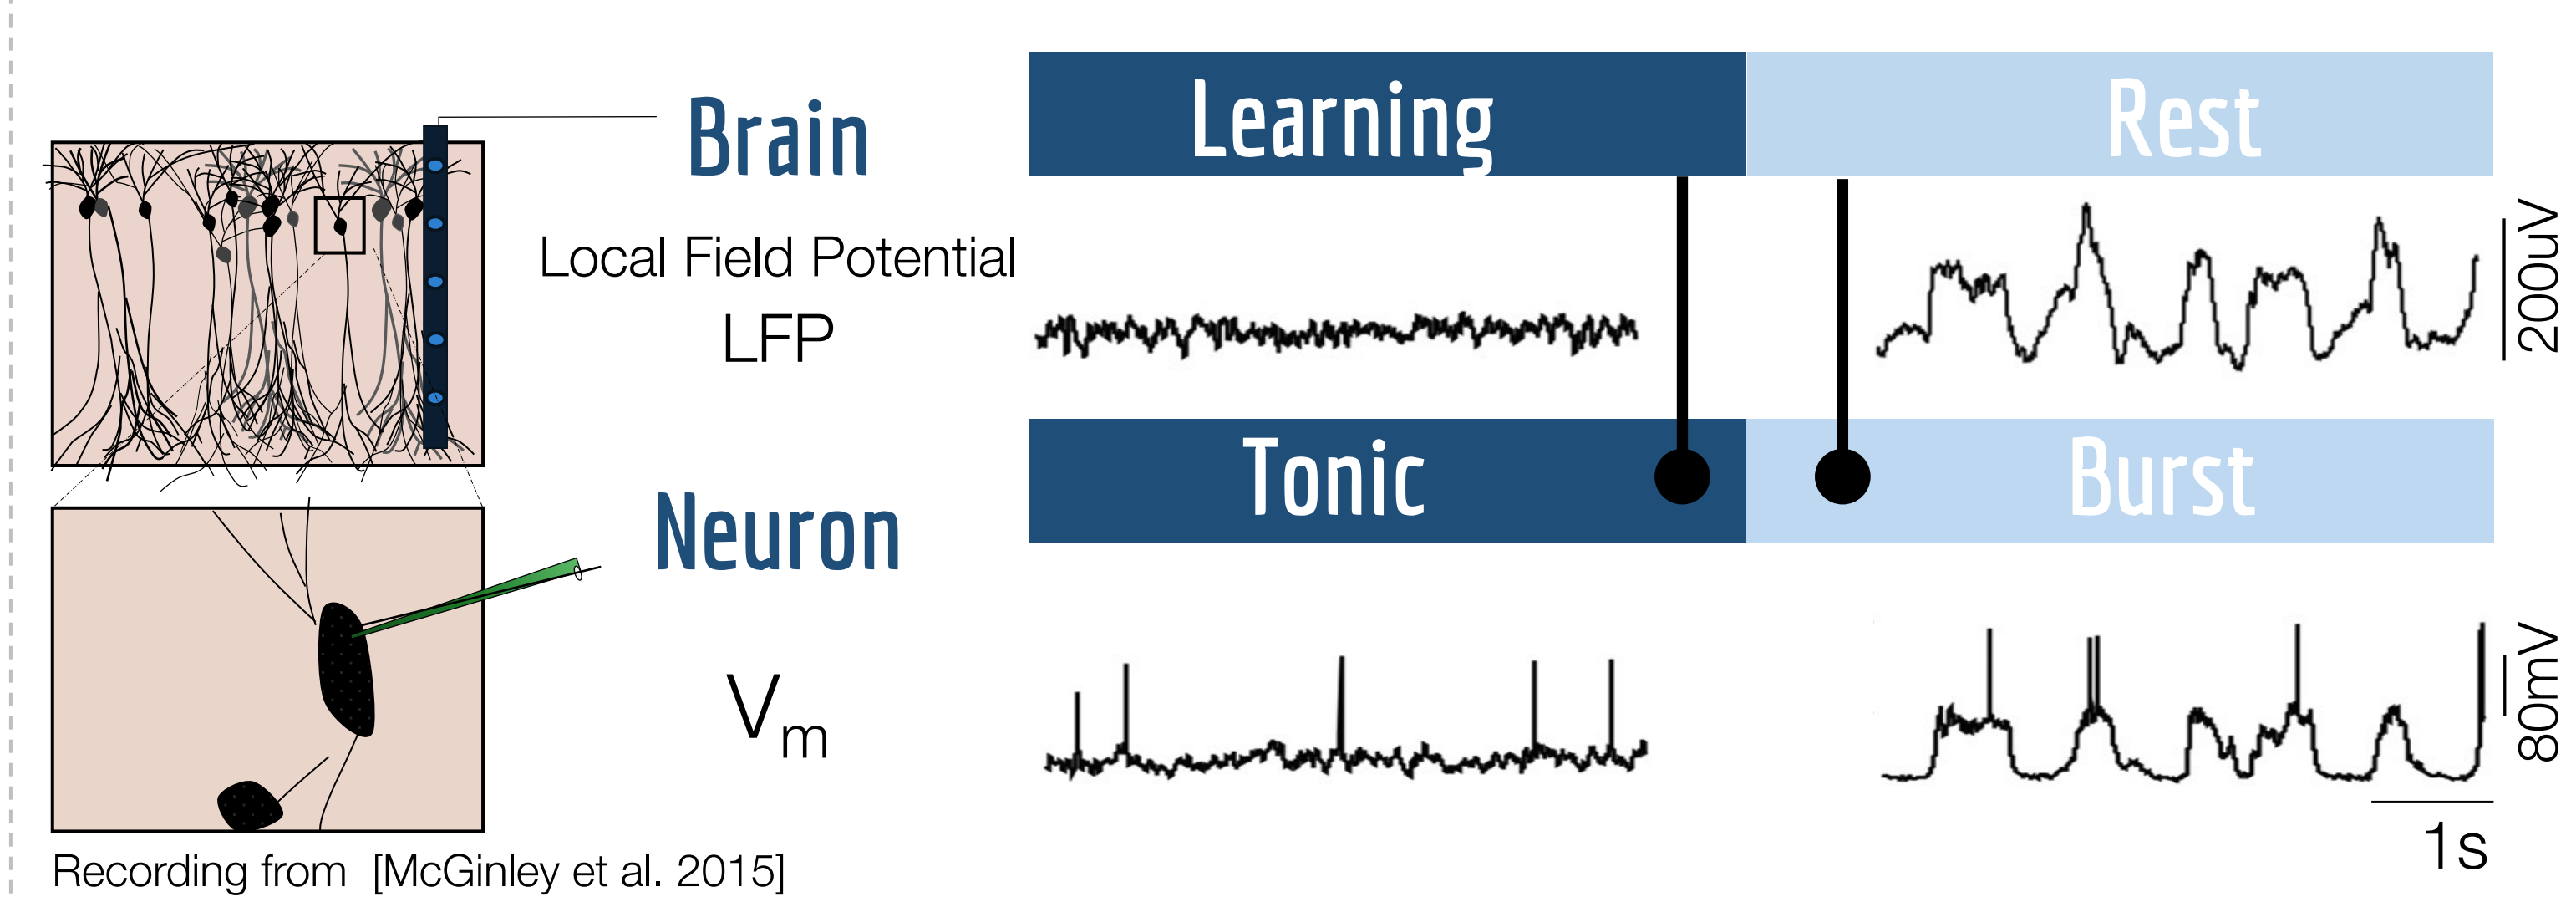 Brain
Local Field Potential
LFP
Learning
Rest
200uV
Neuron
Vm
Tonic
Burst
80mV
1s
Recording from [McGinley et al. 2015]